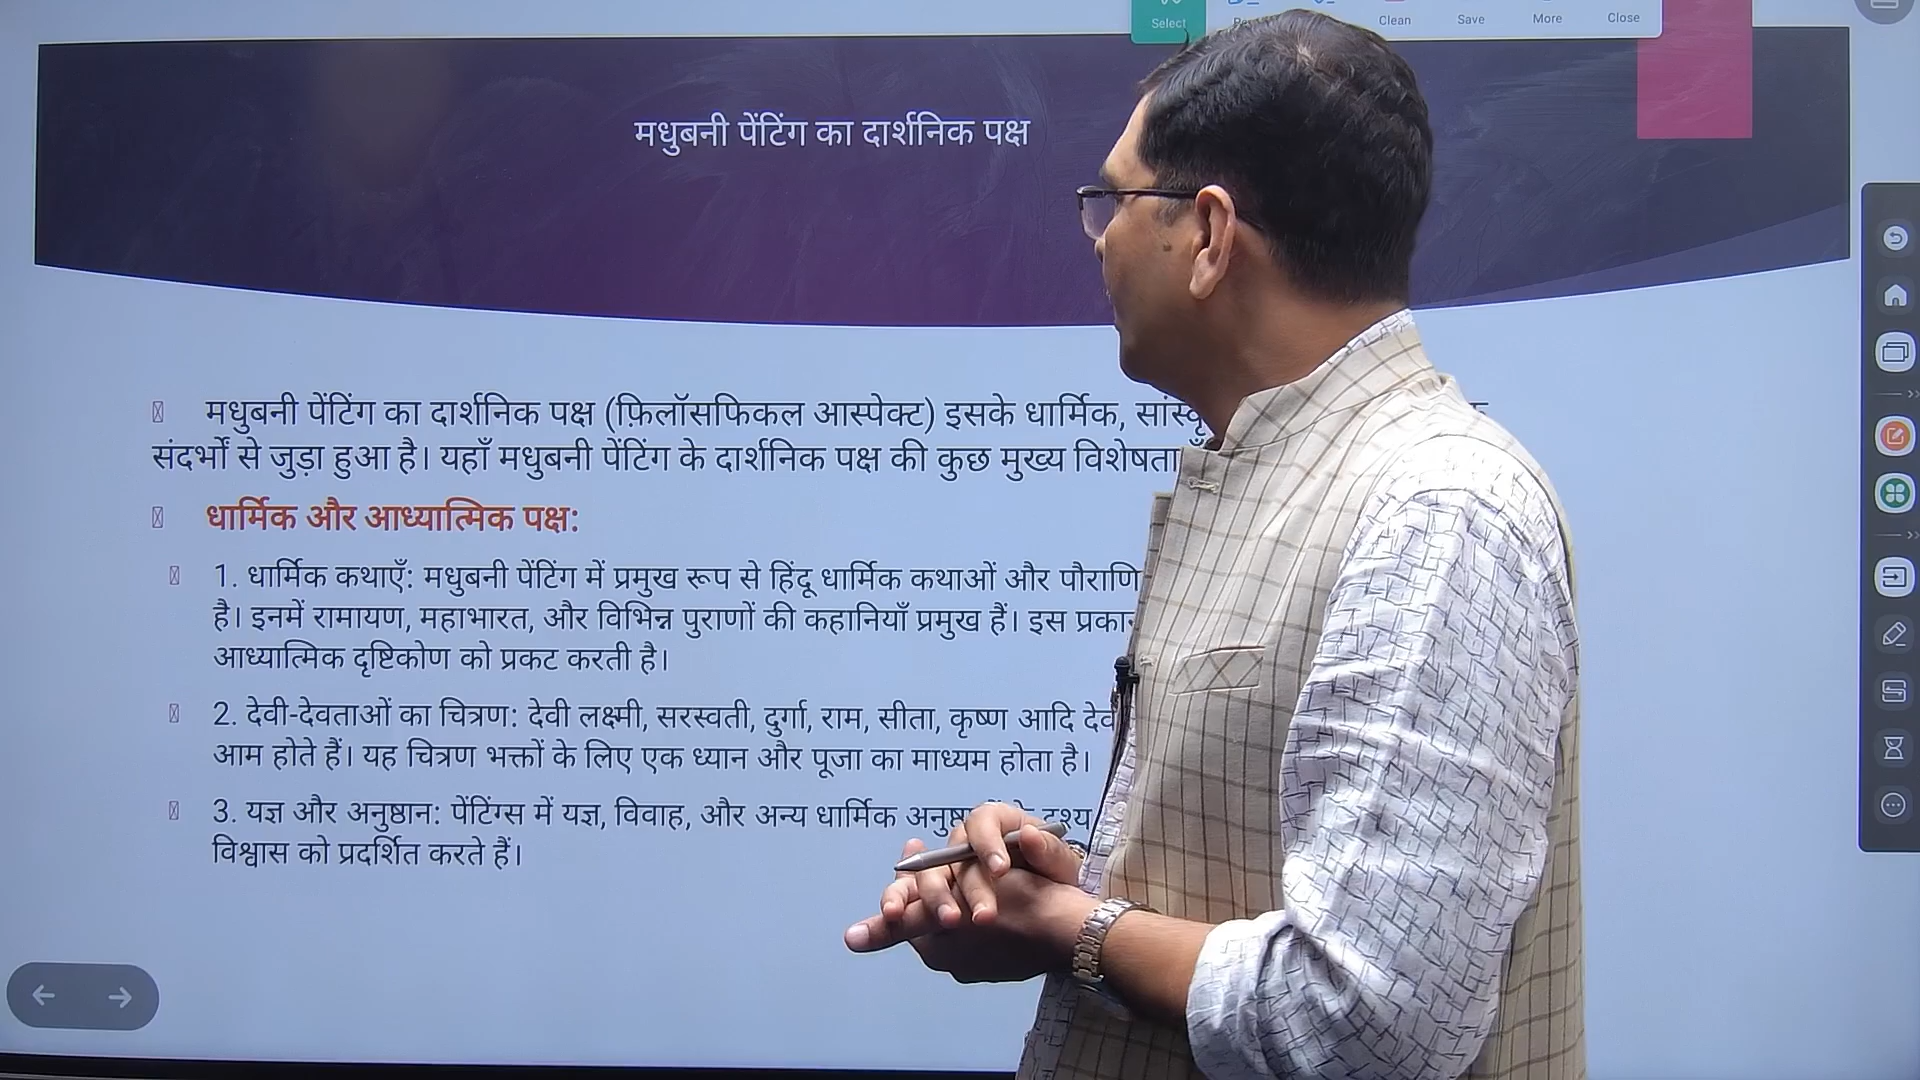 Select
Clean
Save
More
Close
मधुबनी पेंटिंग का दार्शनिक पक्ष
मधुबनी पेंटिंग का दार्शनिक पक्ष (फ़िलॉसफिकल आस्पेक्ट) इसके धार्मिक,
संदर्भों से जुड़ा हुआ है। यहाँ मधुबनी पेंटिंग के दार्शनिक पक्ष की कुछ मुख्य
धार्मिक और आध्यात्मिक पक्ष:
1. धार्मिक कथाएँ: मधुबनी पेंटिंग में प्रमुख रूप से हिंदू धार्मिक कथाओं और
है। इनमें रामायण, महाभारत, और विभिन्न पुराणों की कहानियाँ प्रमुख हैं। इस
आध्यात्मिक दृष्टिकोण को प्रकट करती है।
2. देवी-देवताओं का चित्रण: देवी लक्ष्मी, सरस्वती, दुर्गा, राम, सीता, कृष्ण आदि
आम होते हैं। यह चित्रण भक्तों के लिए एक ध्यान और पूजा का माध्यम होता है।
3. यज्ञ और अनुष्ठान: पेंटिंग्स में यज्ञ, विवाह, और अन्य धार्मिक
विश्वास को प्रदर्शित करते हैं।